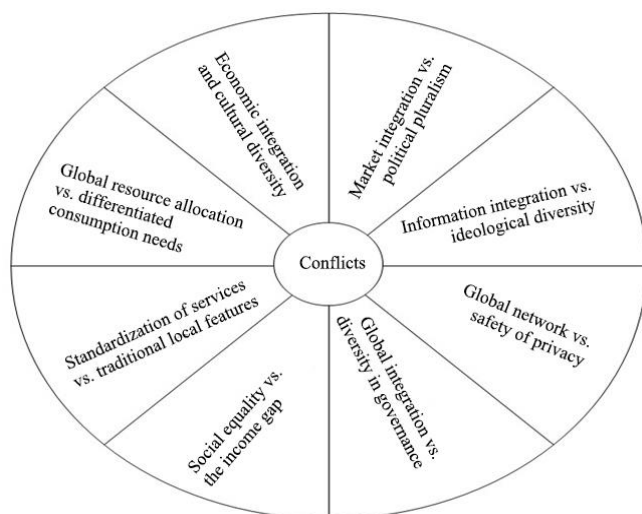 Economic integration
and cultural diversity
Market integration vs.
political pluralism
Information integration vs.
ideological diversity
Global network vs.
safety of privacy
Global integration vs.
diversity in governance
Social equality vs.
the income gap
Standardization of services
vs. traditional local features
Global resource allocation
vs. differentiated
consumption needs
Conflicts